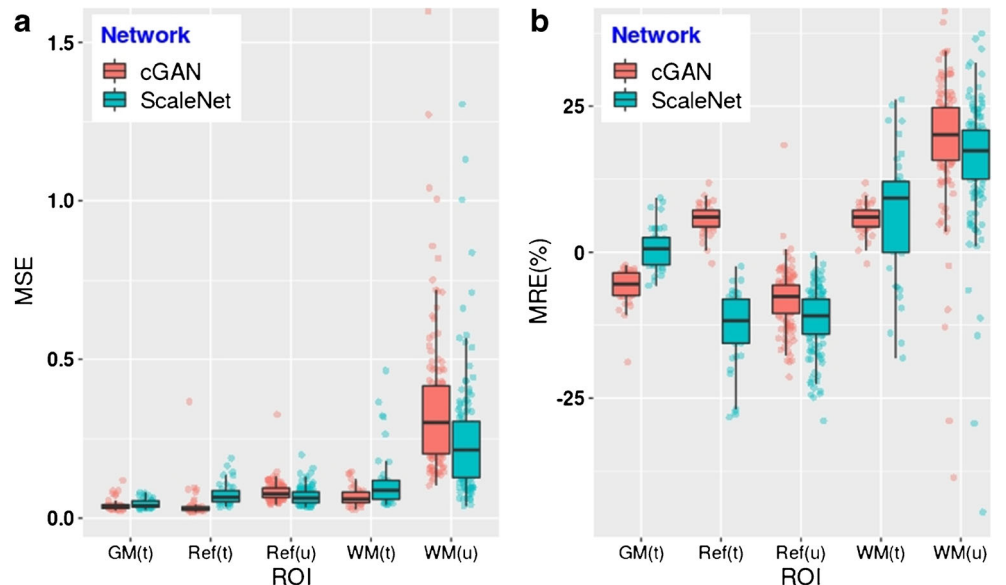 a
Network
cGAN
ScaleNet
MSE
1.5
1.0
0.5
0.0
GM(t) Ref(t) Ref(u) WM(t) WM(u)
ROI
b
Network
cGAN
ScaleNet
MRE(%)
25
0
-25
GM(t) Ref(t) Ref(u) WM(t) WM(u)
ROI